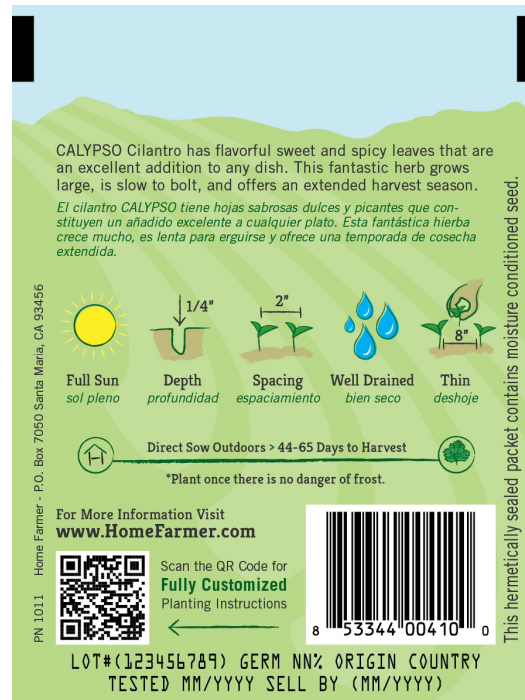 CALYPSO Cilantro has flavorful sweet and spicy leaves that are
an excellent addition to any dish. This fantastic herb grows
large, is slow to bolt, and offers an extended harvest season.
El cilantro CALYPSO tiene hojas sabrosas dulces y picantes que con-
stituyen un añadido excelente a cualquier plato. Esta fantástica hierba
crece mucho, es lenta para erguirse y ofrece una temporada de cosecha
extendida.
1/4"
2"
8"
Full Sun
sol pleno
Depth
profundidad
Spacing
espaciamiento
Well Drained
bien seco
Thin
deshoje
Direct Sow Outdoors > 44-65 Days to Harvest
*Plant once there is no danger of frost.
For More Information Visit
www.HomeFarmer.com
Scan the QR Code for
Fully Customized
Planting Instructions
8 53344 00410 0
LOT#(123456789) GERM NN% ORIGIN COUNTRY
TESTED MM/YYYY SELL BY (MM/YYYY)
PN 1011 Home Farmer - P.O. Box 7050 Santa Maria, CA 93456
This hermetically sealed packet contains moisture conditioned seed.